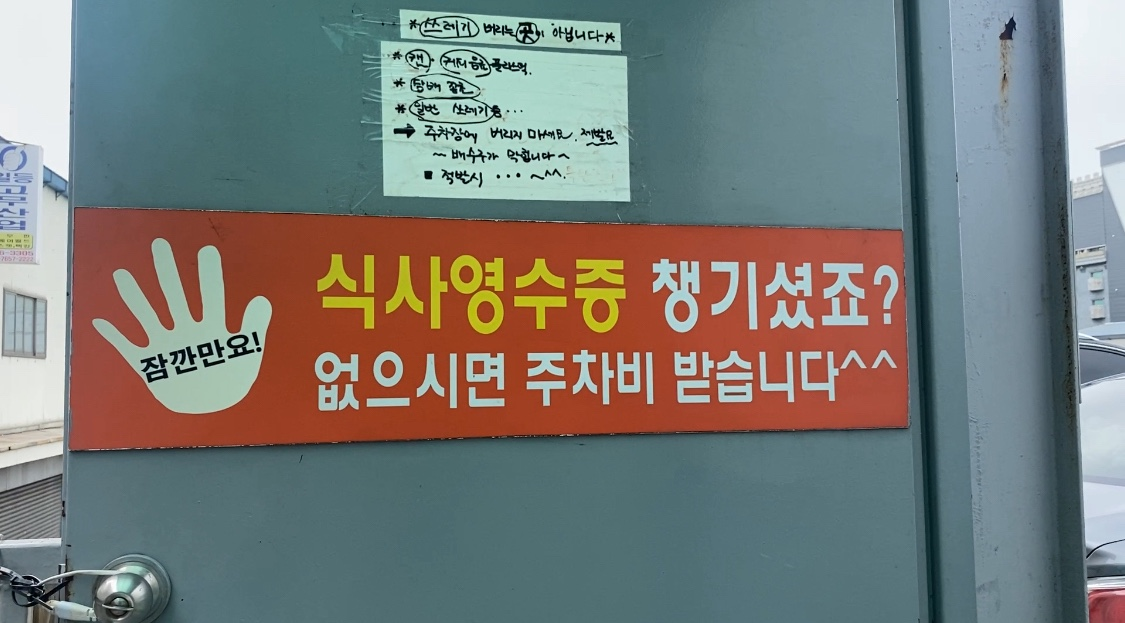 *쓰레기 버리는 곳이 아닙니다*
* 캔.
* 담배 꽁초
* 일반 쓰레기 등...
➡ 주차장에 버리지 마세요. 제발요
~ 배수구가 막힙니다 ~
■ 적발시 ... ~^^.
잠깐만요!
식사영수증 챙기셨죠?
없으시면 주차비 받습니다^^